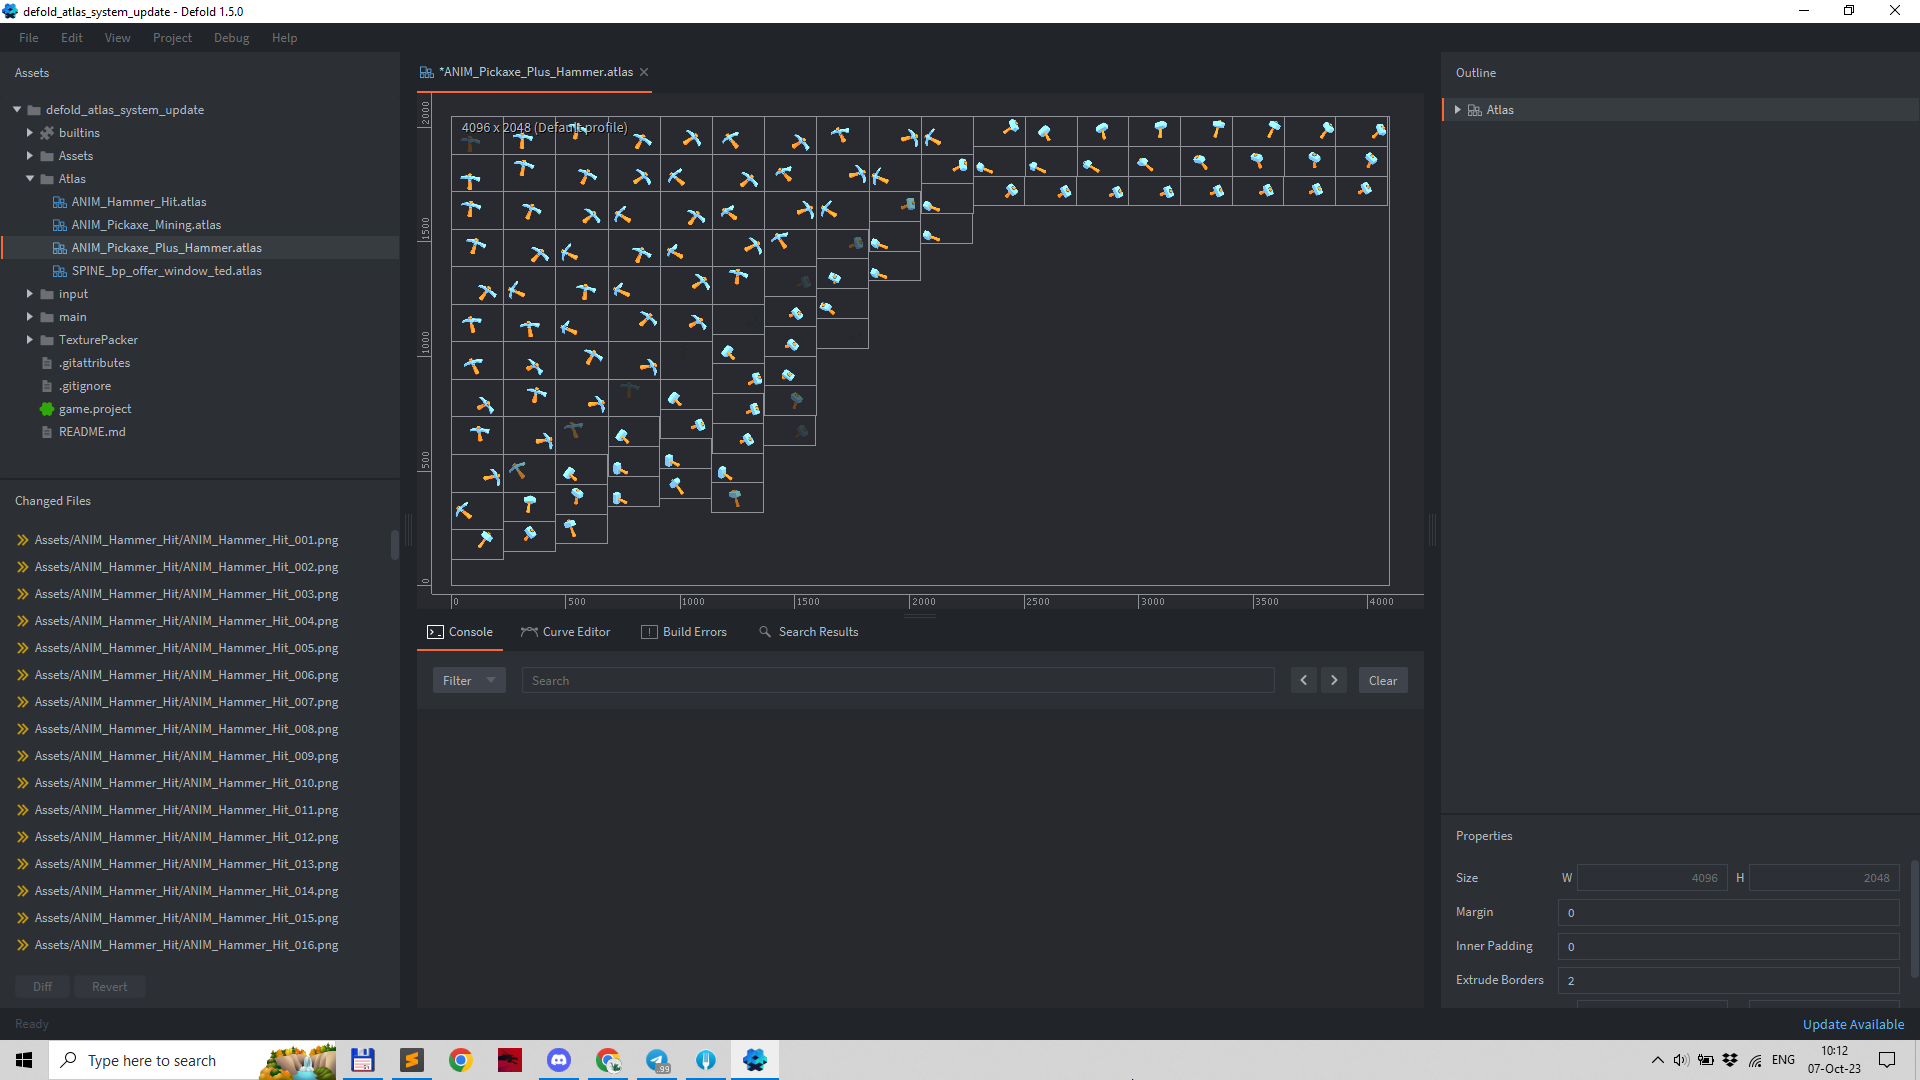 defold_atlas_system_update - Defold 1.5.0
File Edit View Project Debug Help
Assets
defold_atlas_system_update
builtins
Assets
Atlas
ANIM_Hammer_Hit.atlas
ANIM_Pickaxe_Mining.atlas
ANIM_Pickaxe_Plus_Hammer.atlas
SPINE_bp_offer_window_ted.atlas
input
main
TexturePacker
.gitattributes
.gitignore
game.project
README.md
Changed Files
Assets/ANIM_Hammer_Hit/ANIM_Hammer_Hit_001.png
Assets/ANIM_Hammer_Hit/ANIM_Hammer_Hit_002.png
Assets/ANIM_Hammer_Hit/ANIM_Hammer_Hit_003.png
Assets/ANIM_Hammer_Hit/ANIM_Hammer_Hit_004.png
Assets/ANIM_Hammer_Hit/ANIM_Hammer_Hit_005.png
Assets/ANIM_Hammer_Hit/ANIM_Hammer_Hit_006.png
Assets/ANIM_Hammer_Hit/ANIM_Hammer_Hit_007.png
Assets/ANIM_Hammer_Hit/ANIM_Hammer_Hit_008.png
Assets/ANIM_Hammer_Hit/ANIM_Hammer_Hit_009.png
Assets/ANIM_Hammer_Hit/ANIM_Hammer_Hit_010.png
Assets/ANIM_Hammer_Hit/ANIM_Hammer_Hit_011.png
Assets/ANIM_Hammer_Hit/ANIM_Hammer_Hit_012.png
Assets/ANIM_Hammer_Hit/ANIM_Hammer_Hit_013.png
Assets/ANIM_Hammer_Hit/ANIM_Hammer_Hit_014.png
Assets/ANIM_Hammer_Hit/ANIM_Hammer_Hit_015.png
Assets/ANIM_Hammer_Hit/ANIM_Hammer_Hit_016.png
Diff Revert
Ready
*ANIM_Pickaxe_Plus_Hammer.atlas
4096 x 2048 (Default profile)
2000
1500
1000
500
0
0 500 1000 1500 2000 2500 3000 3500 4000
Console Curve Editor Build Errors Search Results
Filter Search Clear
Outline
Atlas
Properties
Size W 4096 H 2048
Margin 0
Inner Padding 0
Extrude Borders 2
Update Available
Type here to search
.99
ENG
10:12
07-Oct-23